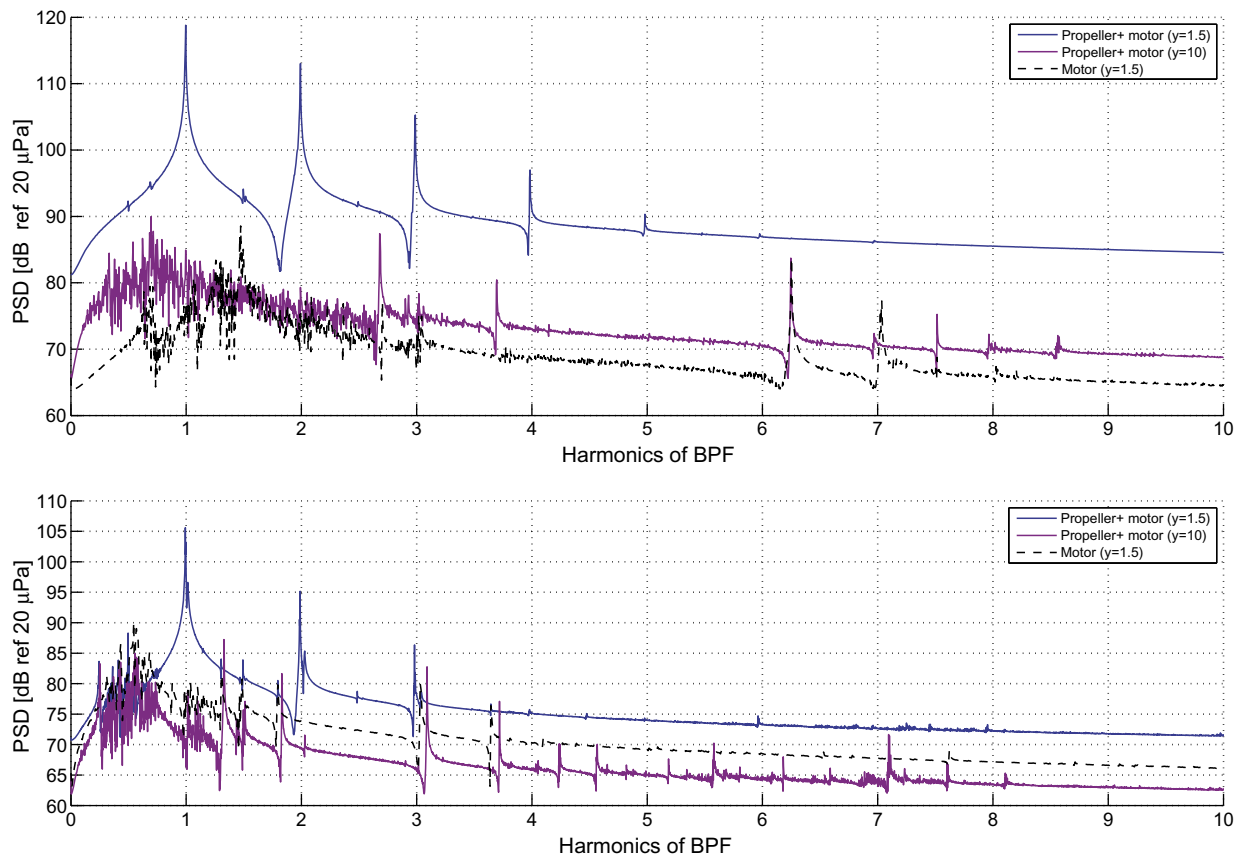 120
110
100
90
80
70
60
PSD [dB ref 20 µPa]
0 1 2 3 4 5 6 7 8 9 10
Harmonics of BPF
Propeller+ motor (y=1.5)
Propeller+ motor (y=10)
Motor (y=1.5)
110
105
100
95
90
85
80
75
70
65
60
PSD [dB ref 20 µPa]
0 1 2 3 4 5 6 7 8 9 10
Harmonics of BPF
Propeller+ motor (y=1.5)
Propeller+ motor (y=10)
Motor (y=1.5)